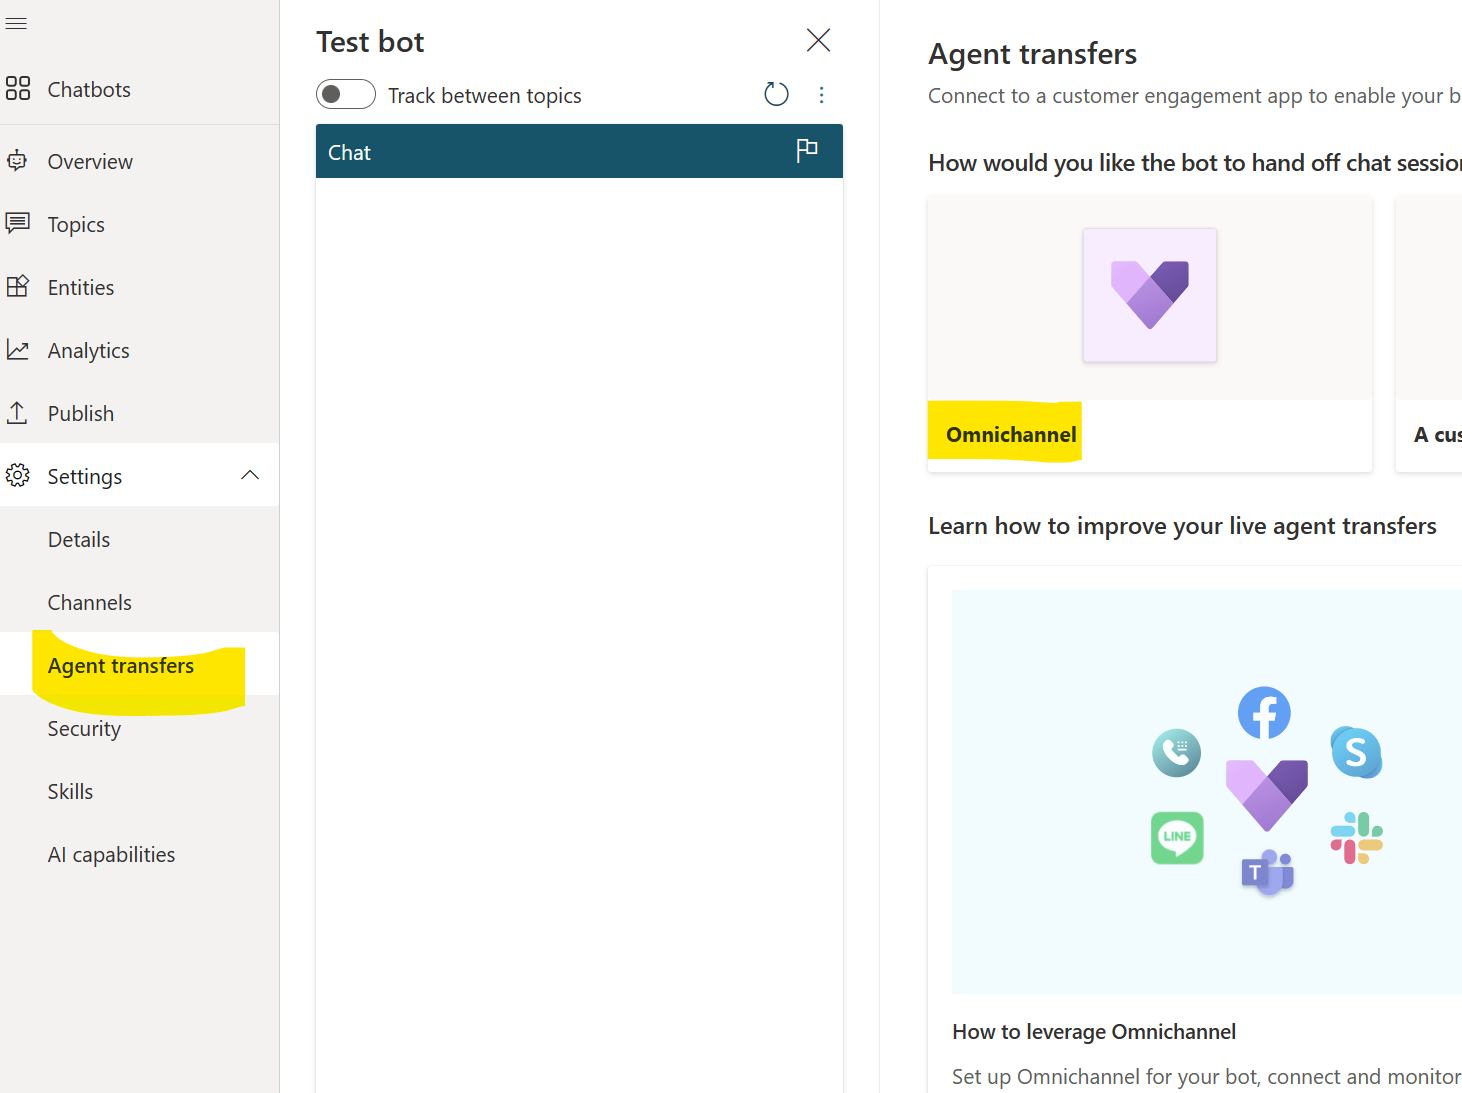 Chatbots
Overview
Topics
Entities
Analytics
Publish
Settings
Details
Channels
Agent transfers
Security
Skills
AI capabilities
Test bot
Track between topics
Chat
Agent transfers
Connect to a customer engagement app to enable your b
How would you like the bot to hand off chat session
Omnichannel
A cus
Learn how to improve your live agent transfers
S
LINE
T
How to leverage Omnichannel
Set up Omnichannel for your bot, connect and monitor